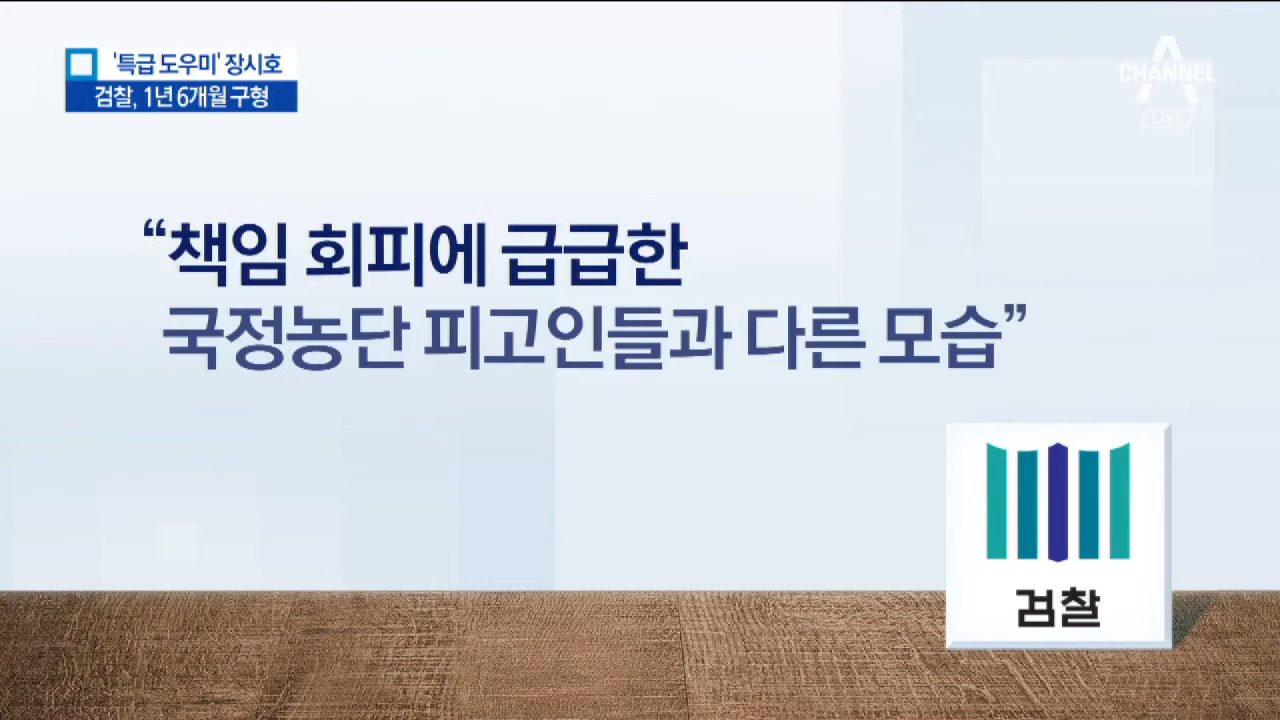 '특급 도우미' 장시호
검찰, 1년 6개월 구형
CHANNEL A
LIVE
“책임 회피에 급급한
국정농단 피고인들과 다른 모습”
검찰